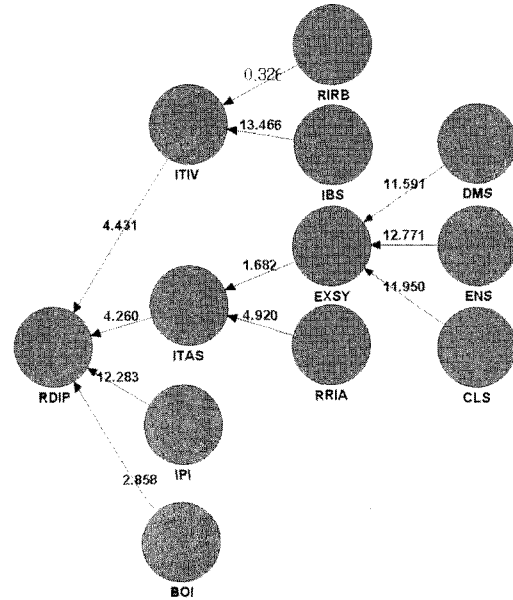 0.326
RIRB
13.466
ITIV
IBS
11.591
DMS
4.431
1.682
12.771
EXSY
ENS
11.950
4.260
4.920
ITAS
RDIP
12.283
RRIA
CLS
IPI
2.858
BOI